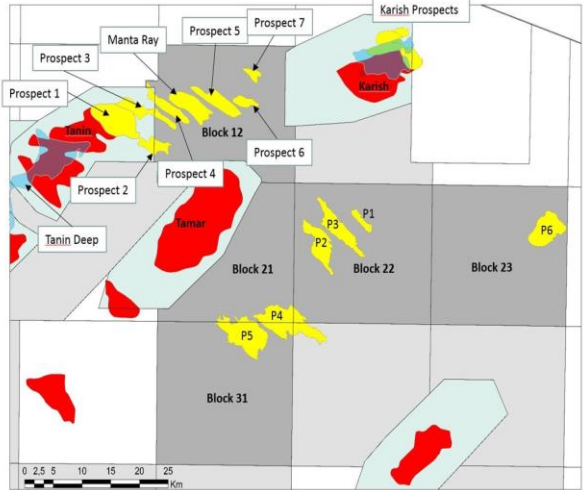 Karish Prospects
Prospect 7
Prospect 5
Manta Ray
Prospect 3
Prospect 1
Karish
Tanin
Block 12
Prospect 6
Prospect 4
Prospect 2
Tanin Deep
Tamar
P1
P3
P2
P6
Block 21
Block 22
Block 23
P4
P5
Block 31
0 2,5 5 10 15 20 25
Km